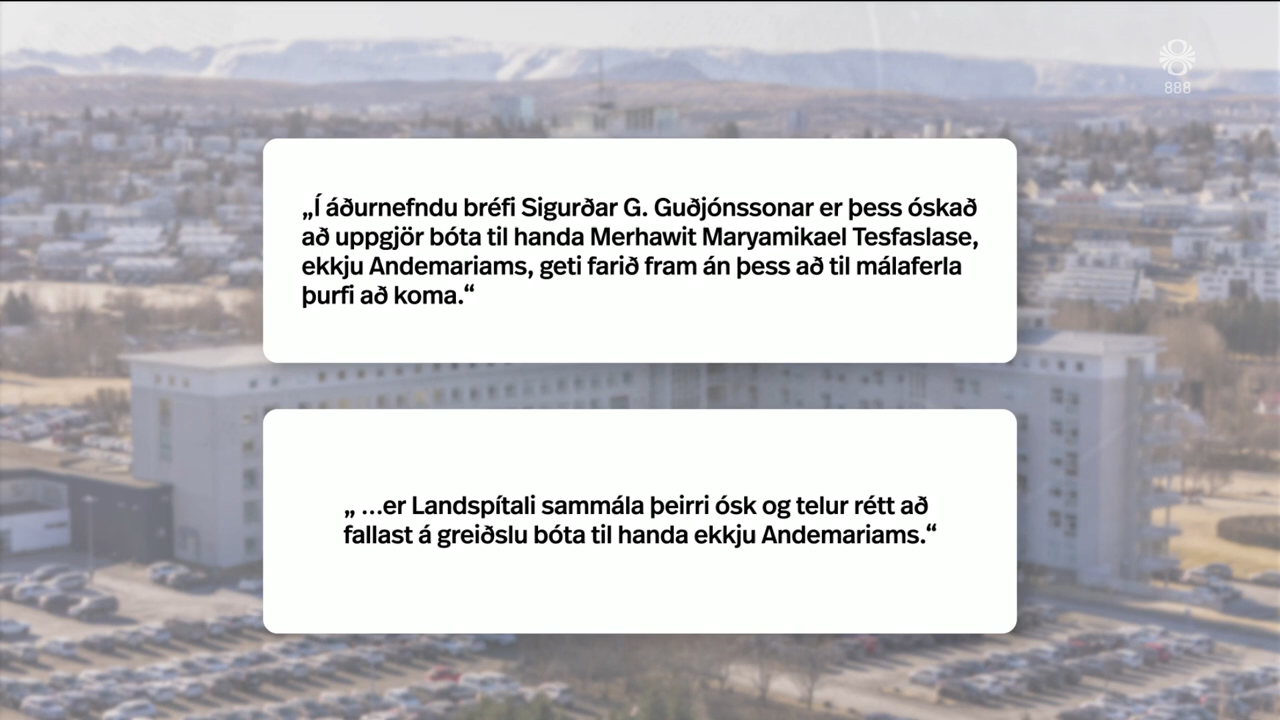 888
„Í áðurnefndu bréfi Sigurðar G. Guðjónssonar er þess óskað
að uppgjör bóta til handa Merhawit Maryamikael Tesfaslase,
ekkju Andemariams, geti farið fram án þess að til málaferla
þurfi að koma.“
„ ...er Landspítali sammála þeirri ósk og telur rétt að
fallast á greiðslu bóta til handa ekkju Andemariams.“